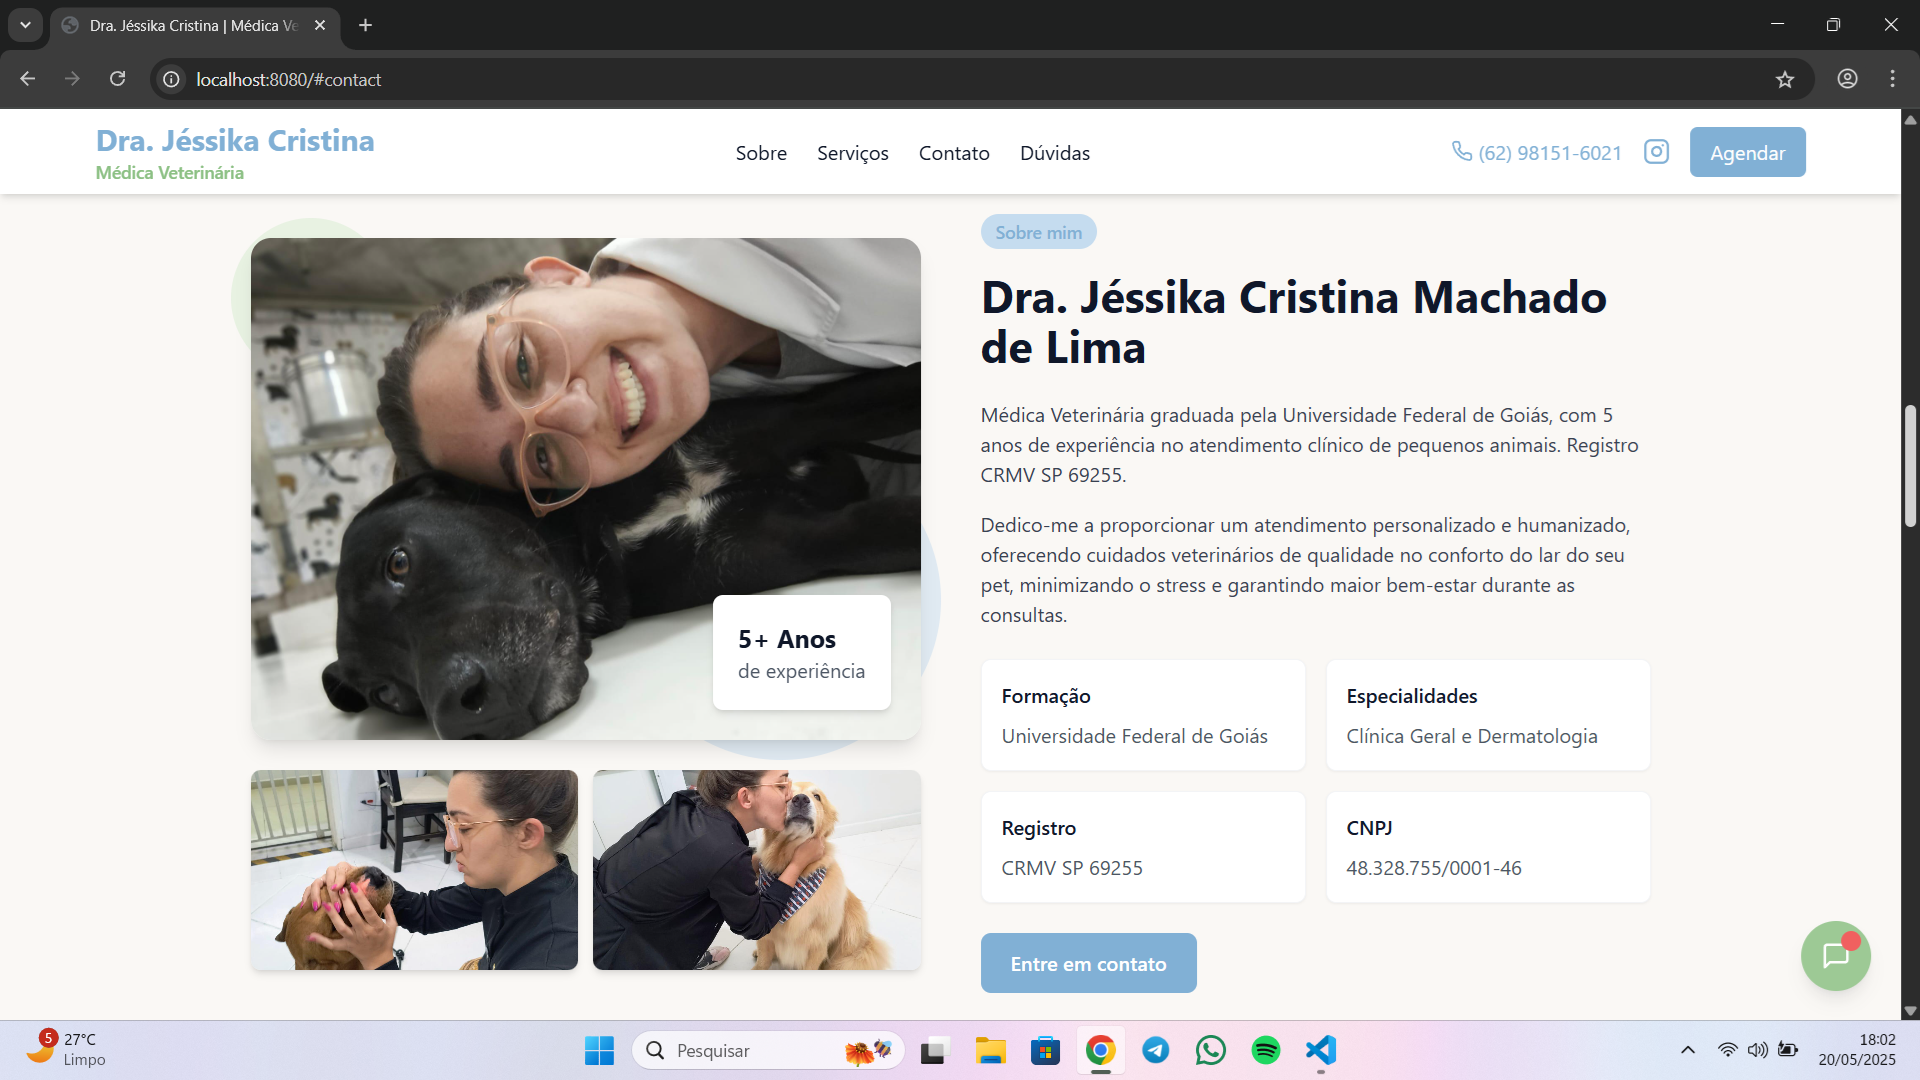 Dra. Jéssika Cristina | Médica Ve
localhost:8080/#contact
Dra. Jéssika Cristina
Médica Veterinária
Sobre
Serviços
Contato
Dúvidas
(62) 98151-6021
Agendar
5+ Anos
de experiência
Sobre mim
Dra. Jéssika Cristina Machado
de Lima
Médica Veterinária graduada pela Universidade Federal de Goiás, com 5
anos de experiência no atendimento clínico de pequenos animais. Registro
CRMV SP 69255.
Dedico-me a proporcionar um atendimento personalizado e humanizado,
oferecendo cuidados veterinários de qualidade no conforto do lar do seu
pet, minimizando o stress e garantindo maior bem-estar durante as
consultas.
Formação
Universidade Federal de Goiás
Especialidades
Clínica Geral e Dermatologia
Registro
CRMV SP 69255
CNPJ
48.328.755/0001-46
Entre em contato
5
27°C
Limpo
Pesquisar
18:02
20/05/2025